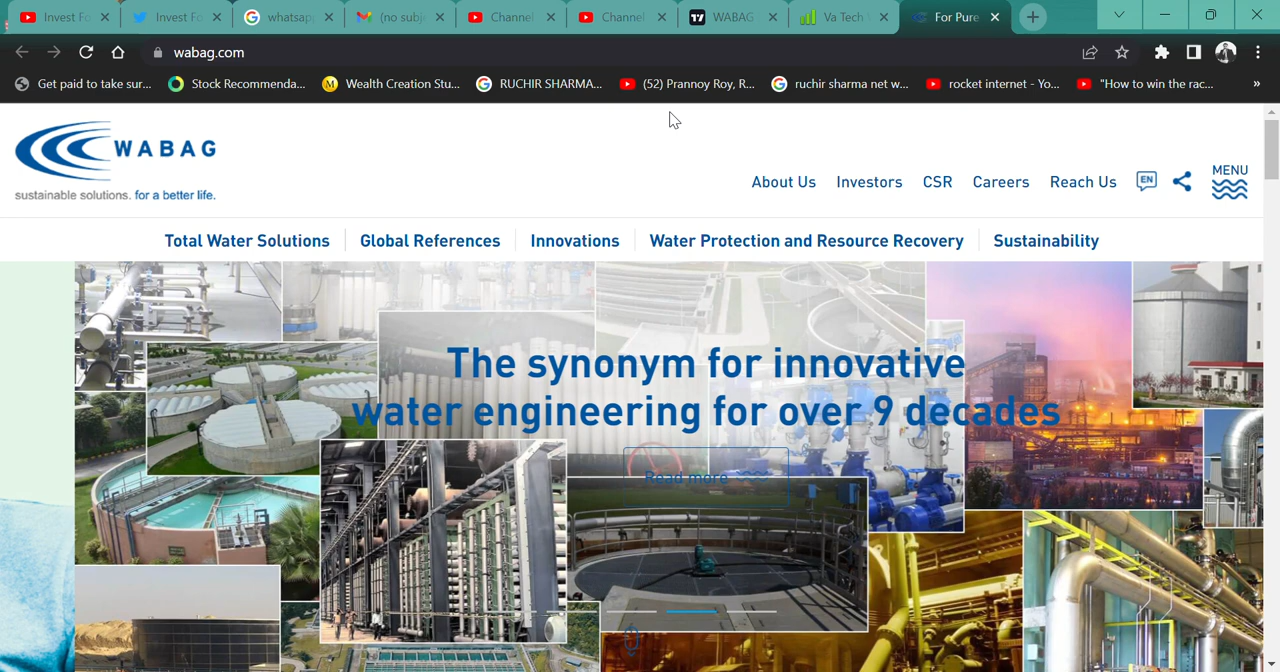 Invest Fo
Invest Fo
whatsap
(no subj
Channel
Channel
WABAG
Va Tech
For Pure
wabag.com
Get paid to take sur...
Stock Recommenda...
Wealth Creation Stu...
RUCHIR SHARMA...
(52) Prannoy Roy, R...
ruchir sharma net w...
rocket internet - Yo...
"How to win the rac...
»
WABAG
sustainable solutions. for a better life.
About Us
Investors
CSR
Careers
Reach Us
EN
MENU
Total Water Solutions
Global References
Innovations
Water Protection and Resource Recovery
Sustainability
The synonym for innovative
water engineering for over 9 decades
Read more